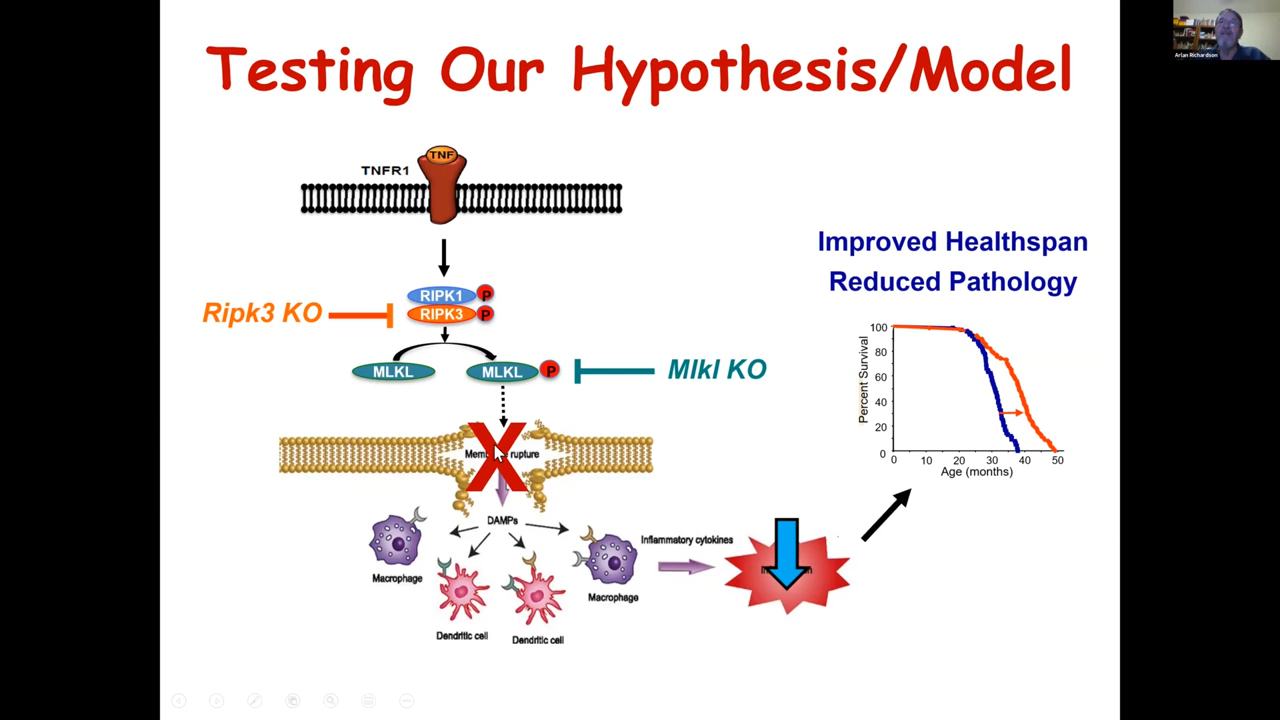 Testing Our Hypothesis/Model
Arlan Richardson
TNF
TNFR1
Ripk3 KO
RIPK1 P
RIPK3 P
MLKL
MLKL P
Mlkl KO
rupture
DAMPs
Macrophage
Dendritic cell
Dendritic cell
Macrophage
Inflammatory cytokines
Improved Healthspan
Reduced Pathology
Percent Survival
100
80
60
40
20
0
0 10 20 30 40 50
Age (months)